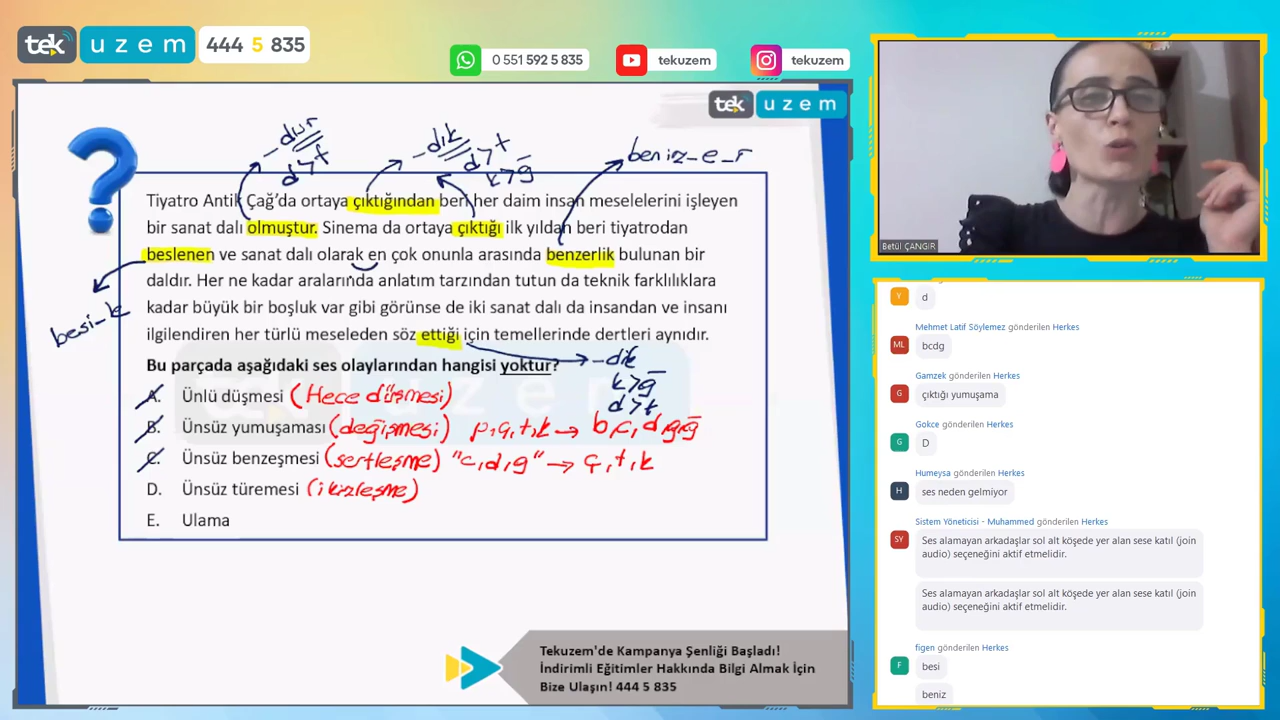 tek uzem 444 5 835
0 551 592 5 835
tekuzem
tekuzem
tek uzem
-dur
d>t
-dık
d>t
k>ğ
beniz-e-r
Tiyatro Antik Çağ'da ortaya çıktığından beri her daim insan meselelerini işleyen
bir sanat dalı olmuştur. Sinema da ortaya çıktığı ilk yıldan beri tiyatrodan
beslenen ve sanat dalı olarak en çok onunla arasında benzerlik bulunan bir
daldır. Her ne kadar aralarında anlatım tarzından tutun da teknik farklılıklara
kadar büyük bir boşluk var gibi görünse de iki sanat dalı da insandan ve insanı
ilgilendiren her türlü meseleden söz ettiği için temellerinde dertleri aynıdır.
besi-k
-dik
k>ğ
d>t
Bu parçada aşağıdaki ses olaylarından hangisi yoktur?
A. Ünlü düşmesi (Hece düşmesi)
B. Ünsüz yumuşaması (değişmesi) p,ç,t,k → b,c,d,g,ğ
C. Ünsüz benzeşmesi (sertleşme) "c,d,g" → ç,t,k
D. Ünsüz türemesi (ikizleşme)
E. Ulama
Tekuzem'de Kampanya Şenliği Başladı!
İndirimli Eğitimler Hakkında Bilgi Almak İçin
Bize Ulaşın! 444 5 835
Betül ÇANGIR
Y
d
Mehmet Latif Söylemez gönderilen Herkes
ML
bcdg
Gamzek gönderilen Herkes
G
çıktığı yumuşama
Gokce gönderilen Herkes
G
D
Humeysa gönderilen Herkes
H
ses neden gelmiyor
Sistem Yöneticisi - Muhammed gönderilen Herkes
SY
Ses alamayan arkadaşlar sol alt köşede yer alan sese katıl (join
audio) seçeneğini aktif etmelidir.
Ses alamayan arkadaşlar sol alt köşede yer alan sese katıl (join
audio) seçeneğini aktif etmelidir.
figen gönderilen Herkes
F
besi
beniz